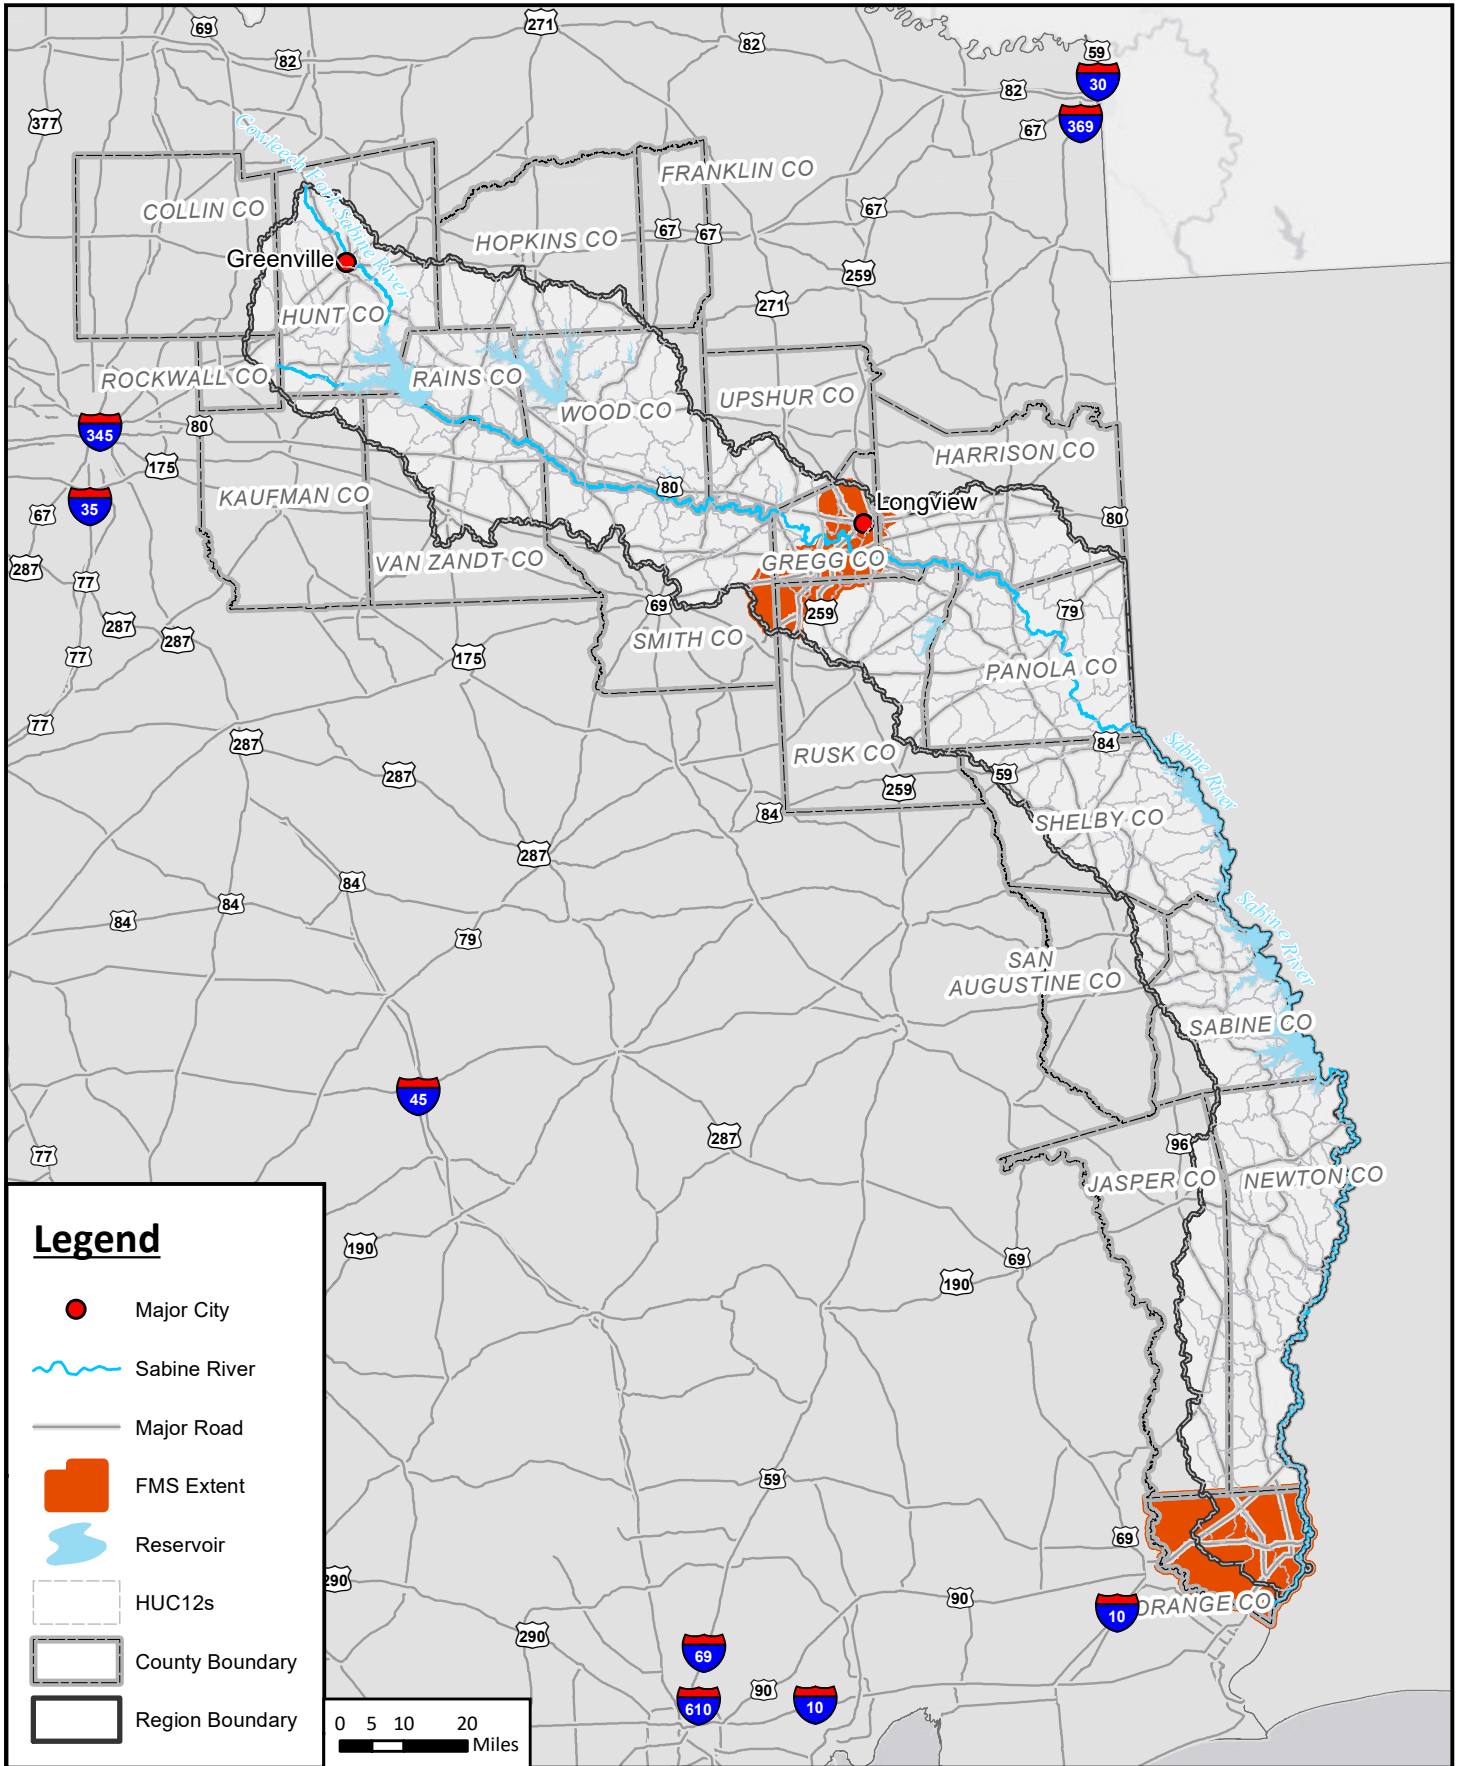 69
271
82
82
59
30
82
369
67
377
Cowleech Fork Sabine River
FRANKLIN CO
COLLIN CO
67
67
67
HOPKINS CO
Greenville
259
271
HUNT CO
ROCKWALL CO
RAINS CO
UPSHUR CO
WOOD CO
345
80
HARRISON CO
175
KAUFMAN CO
80
Longview
35
67
80
VAN ZANDT CO
GREGG CO
287
77
69
259
79
287
287
SMITH CO
77
175
PANOLA CO
77
287
84
Sabine River
RUSK CO
59
287
259
84
SHELBY CO
287
84
84
84
79
Sabine River
SAN
AUGUSTINE CO
SABINE CO
45
287
96
77
JASPER CO
NEWTON CO
Legend
190
69
190
Major City
Sabine River
Major Road
59
FMS Extent
69
Reservoir
290
HUC12s
90
10
ORANGE CO
290
69
County Boundary
90
610
10
Region Boundary
0 5 10 20
Miles